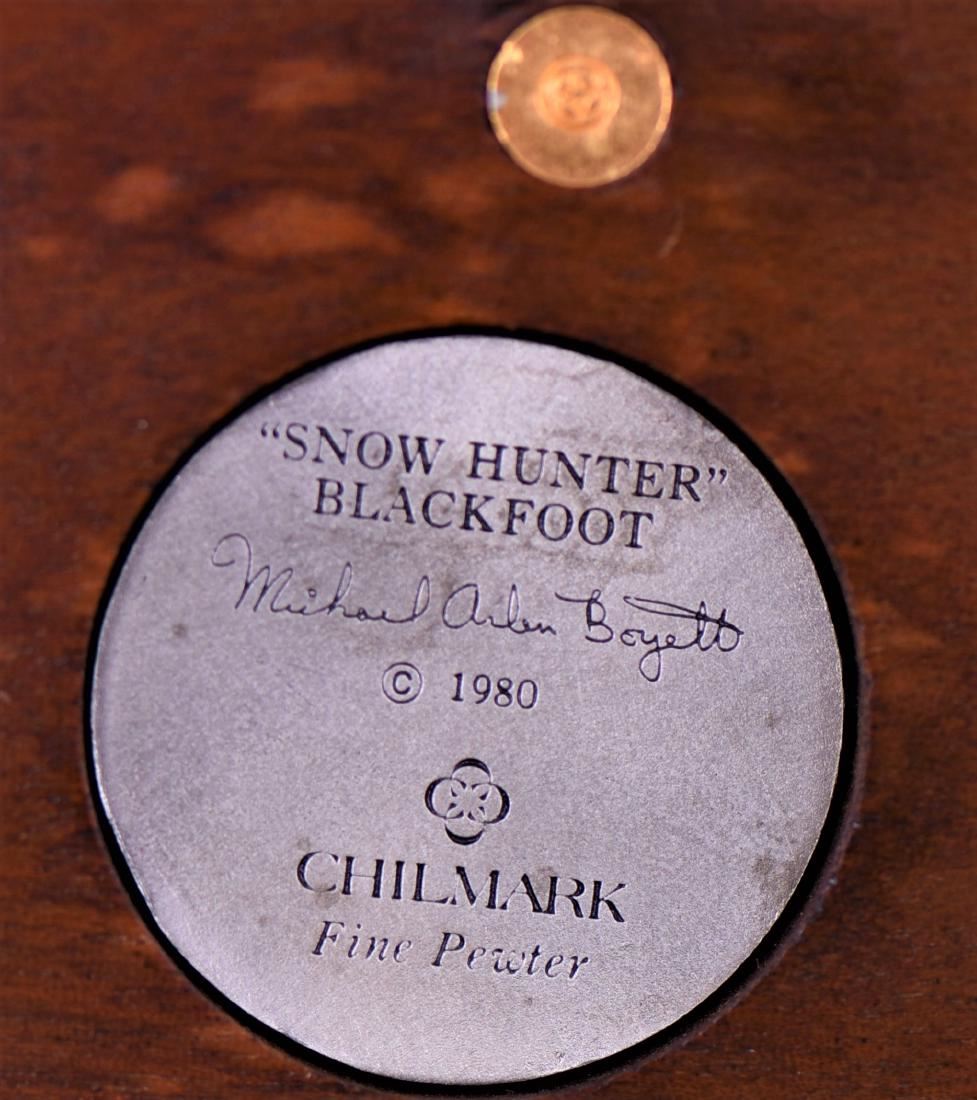 “SNOW HUNTER”
BLACKFOOT
Michael Arlen Boyett
© 1980
CHILMARK
Fine Pewter